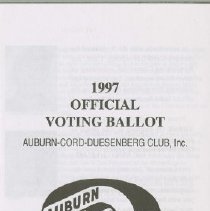 1997
OFFICIAL
VOTING BALLOT
AUBURN-CORD-DUESENBERG CLUB, Inc.
AUBURN